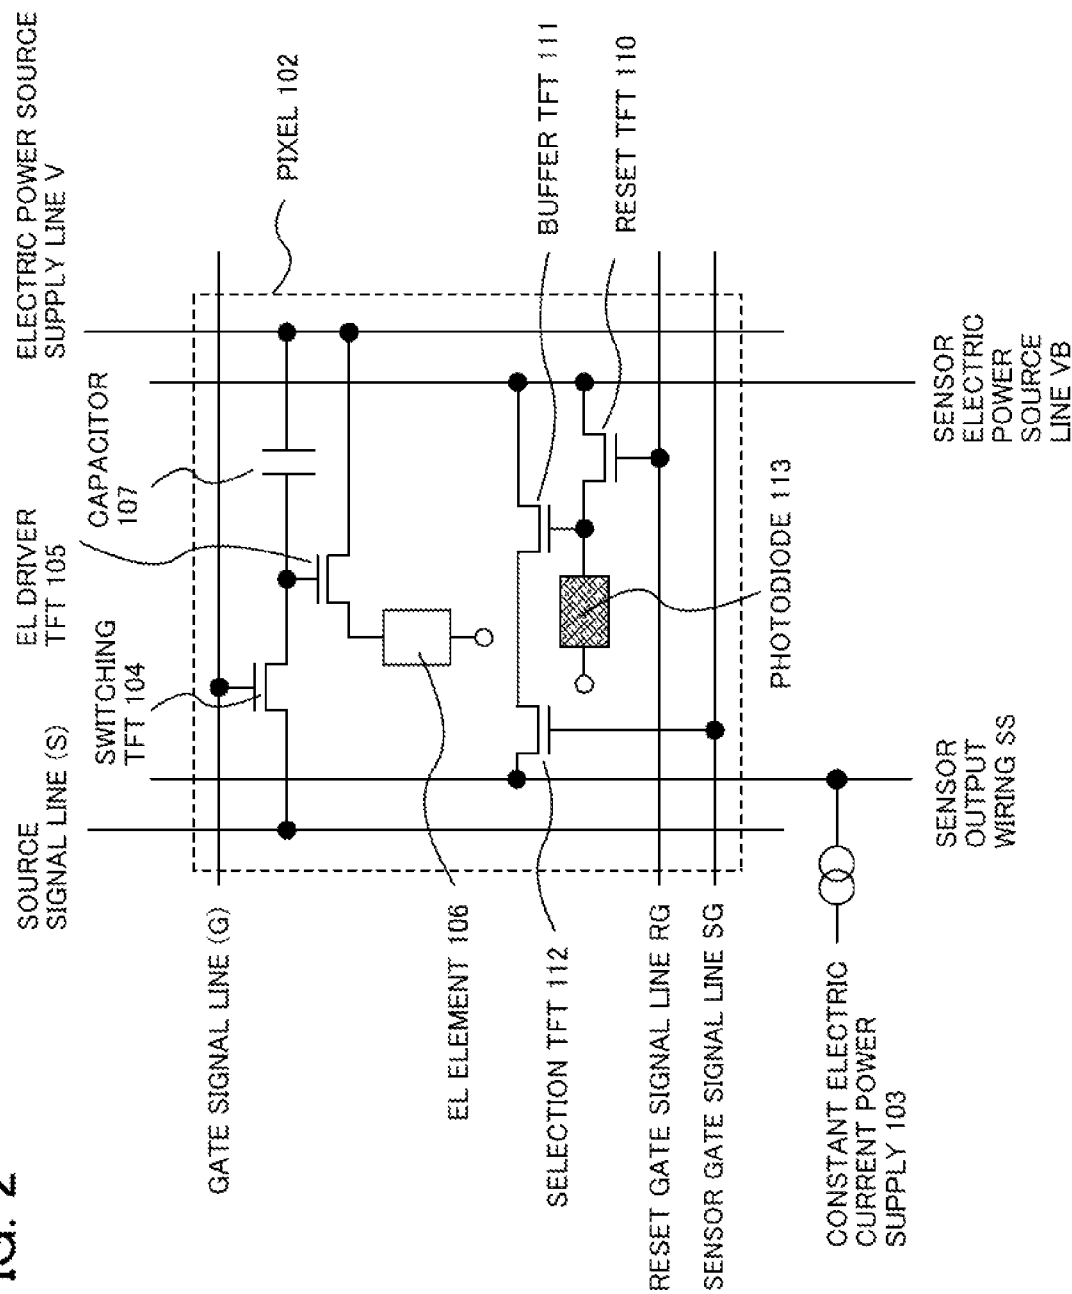 SOURCE
SIGNAL LINE (S)
SWITCHING
TFT 104
EL DRIVER
TFT 105
CAPACITOR
107
ELECTRIC POWER SOURCE
SUPPLY LINE V
GATE SIGNAL LINE (G)
PIXEL 102
EL ELEMENT 106
SELECTION TFT 112
BUFFER TFT 111
RESET TFT 110
RESET GATE SIGNAL LINE RG
SENSOR GATE SIGNAL LINE SG
PHOTODIODE 113
CONSTANT ELECTRIC
CURRENT POWER
SUPPLY 103
SENSOR
OUTPUT
WIRING SS
SENSOR
ELECTRIC
POWER
SOURCE
LINE VB